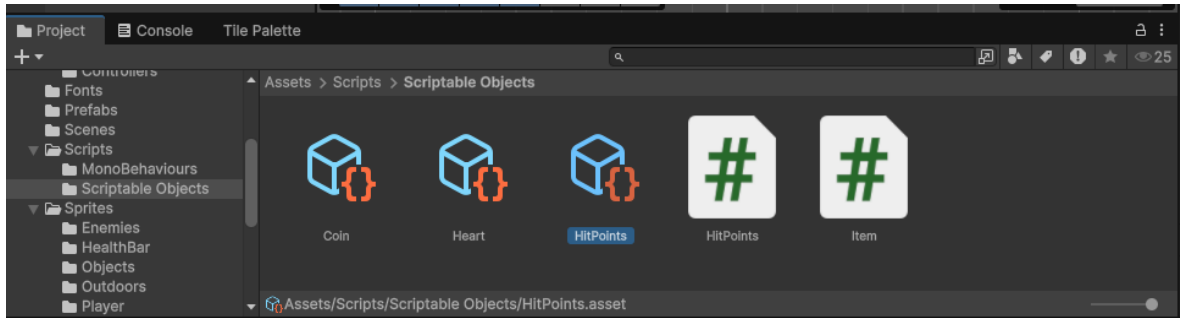 Project Console Tile Palette
25
Controllers
Fonts
Prefabs
Scenes
Scripts
MonoBehaviours
Scriptable Objects
Sprites
Enemies
HealthBar
Objects
Outdoors
Player
Assets > Scripts > Scriptable Objects
Coin Heart HitPoints HitPoints Item
Assets/Scripts/Scriptable Objects/HitPoints.asset